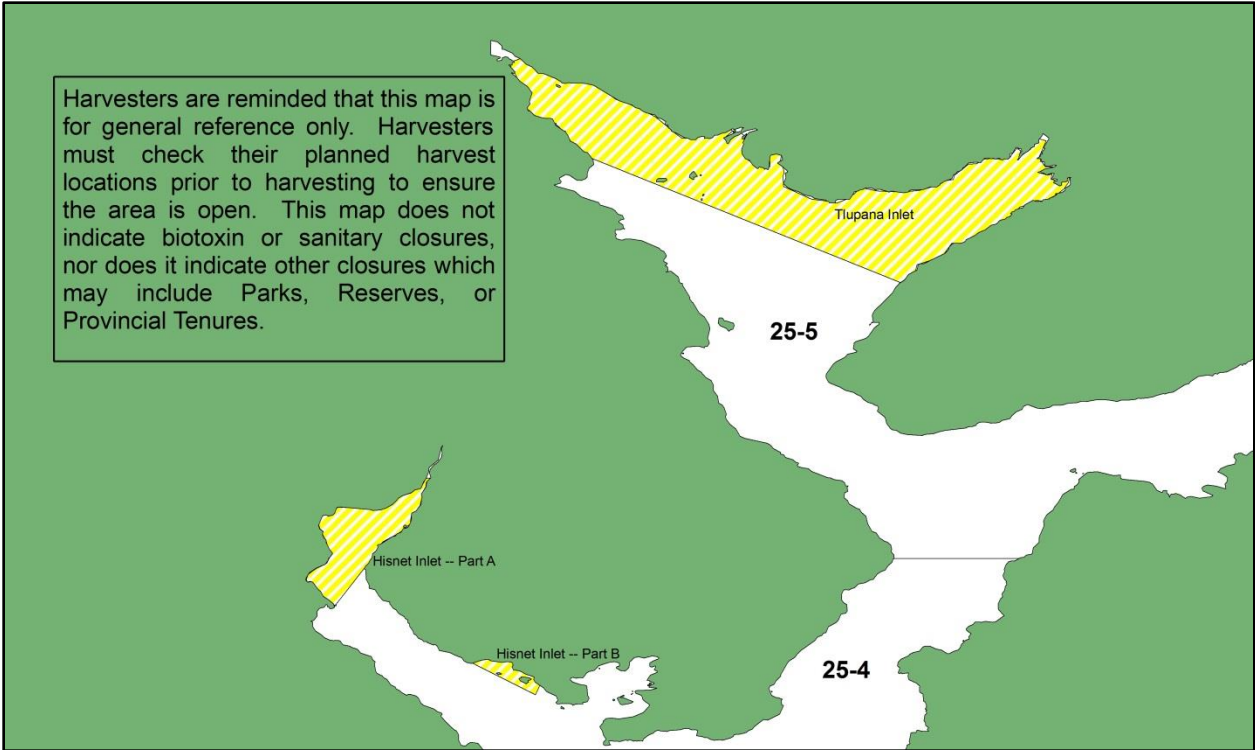 Harvesters are reminded that this map is
for general reference only. Harvesters
must check their planned harvest
locations prior to harvesting to ensure
the area is open. This map does not
indicate biotoxin or sanitary closures,
nor does it indicate other closures which
may include Parks, Reserves, or
Provincial Tenures.
Tlupana Inlet
25-5
Hisnet Inlet -- Part A
Hisnet Inlet -- Part B
25-4